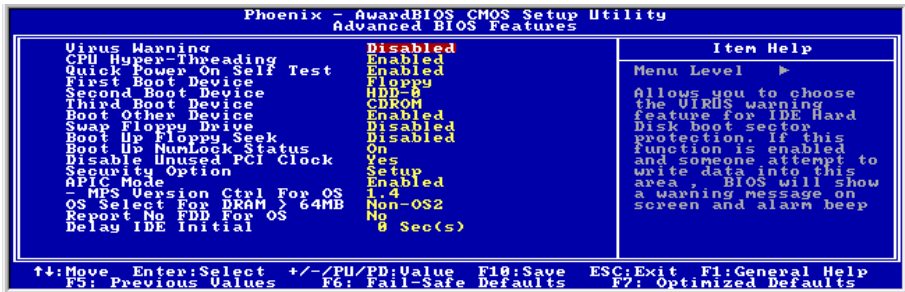 Phoenix - AwardBIOS CMOS Setup Utility
Advanced BIOS Features
Virus Warning Disabled
CPU Hyper-Threading Enabled
Quick Power On Self Test Enabled
First Boot Device Floppy
Second Boot Device HDD-0
Third Boot Device CDROM
Boot Other Device Enabled
Swap Floppy Drive Disabled
Boot Up Floppy Seek Disabled
Boot Up NumLock Status On
Disable Unused PCI Clock Yes
Security Option Setup
APIC Mode Enabled
- MPS Version Ctrl For OS 1.4
OS Select For DRAM > 64MB Non-OS2
Report No FDD For OS No
Delay IDE Initial 0 Sec(s)
Item Help
Menu Level ►
Allows you to choose
the VIRUS warning
feature for IDE Hard
Disk boot sector
protection. If this
function is enabled
and someone attempt to
write data into this
area , BIOS will show
a warning message on
screen and alarm beep
↑↓:Move Enter:Select +/-/PU/PD:Value F10:Save ESC:Exit F1:General Help
F5: Previous Values F6: Fail-Safe Defaults F7: Optimized Defaults